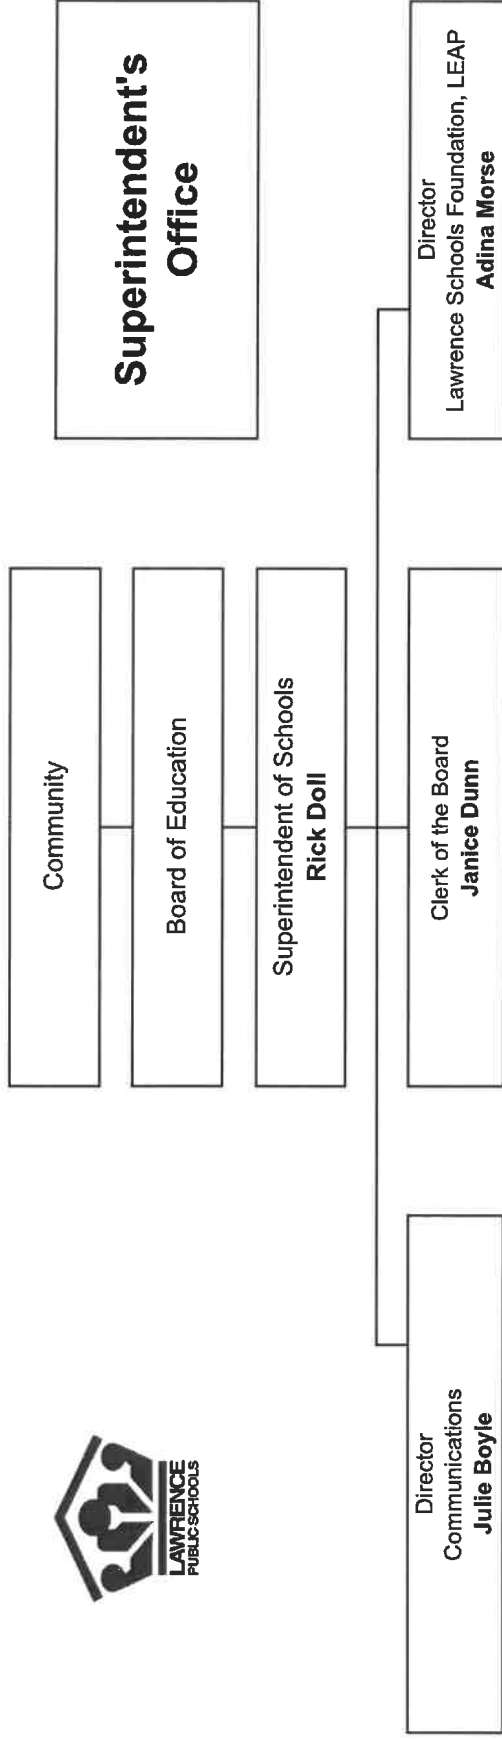 LAWRENCE
PUBLIC SCHOOLS
Superintendent's
Office
Community
Board of Education
Superintendent of Schools
Rick Doll
Director
Communications
Julie Boyle
Clerk of the Board
Janice Dunn
Director
Lawrence Schools Foundation, LEAP
Adina Morse